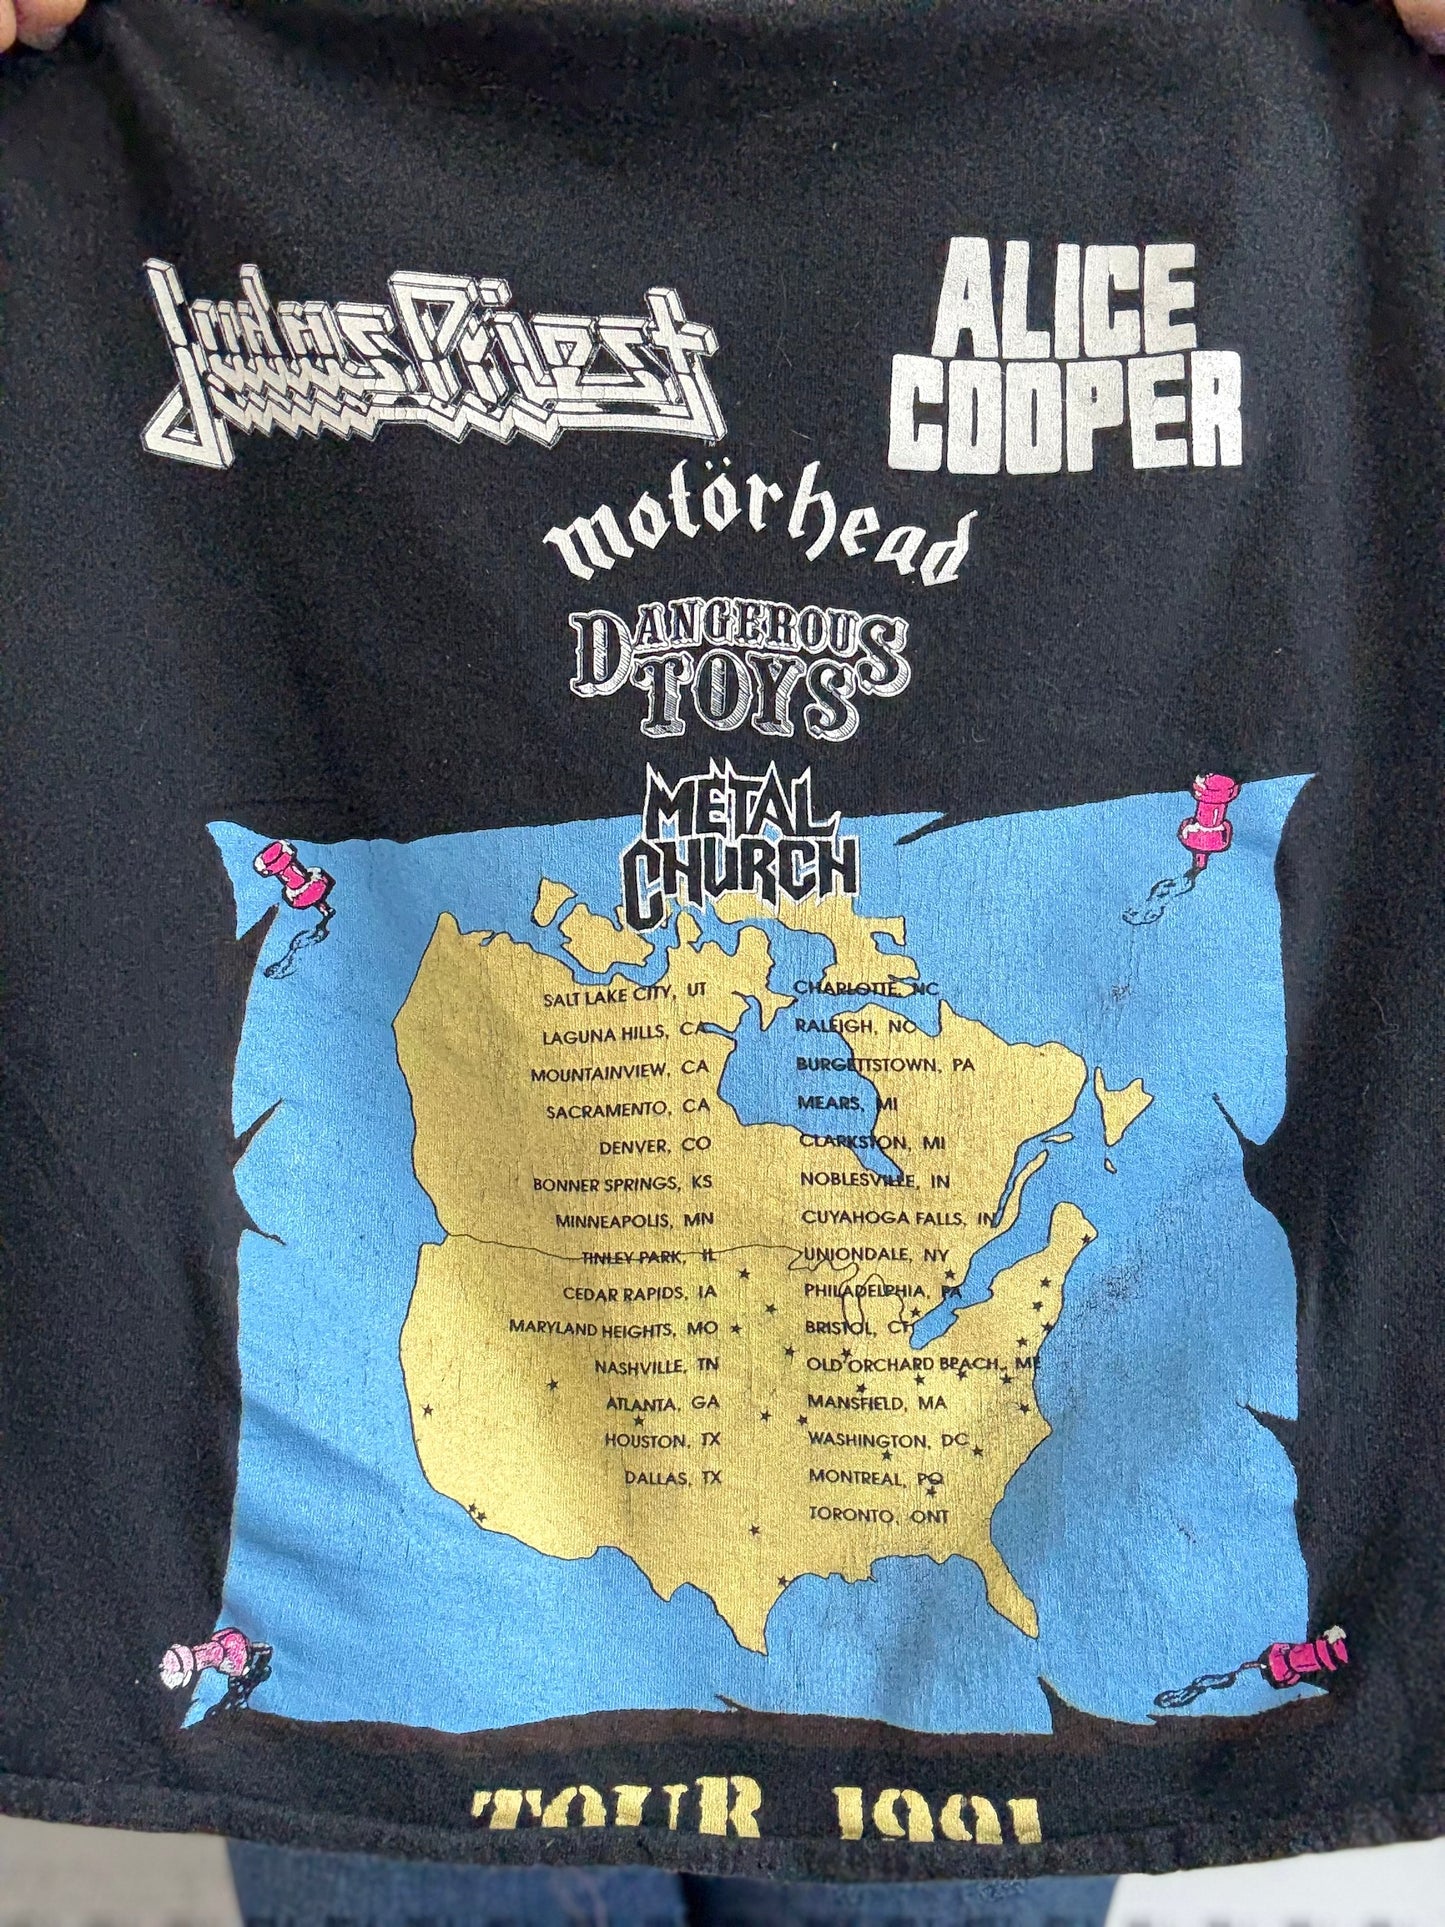 Judas Priest
TM
ALICE
COOPER
motörhead
DANGEROUS
TOYS
METAL
CHURCH
SALT LAKE CITY, UT
LAGUNA HILLS, CA
MOUNTAINVIEW, CA
SACRAMENTO, CA
DENVER, CO
BONNER SPRINGS, KS
MINNEAPOLIS, MN
TINLEY PARK, IL
CEDAR RAPIDS, IA
MARYLAND HEIGHTS, MO
NASHVILLE, TN
ATLANTA, GA
HOUSTON, TX
DALLAS, TX
CHARLOTTE, NC
RALEIGH, NC
BURGETTSTOWN, PA
MEARS, MI
CLARKSTON, MI
NOBLESVILLE, IN
CUYAHOGA FALLS, IN
UNIONDALE, NY
PHILADELPHIA, PA
BRISTOL, CT
OLD ORCHARD BEACH, ME
MANSFIELD, MA
WASHINGTON, DC
MONTREAL, PQ
TORONTO, ONT
TOUR 1991